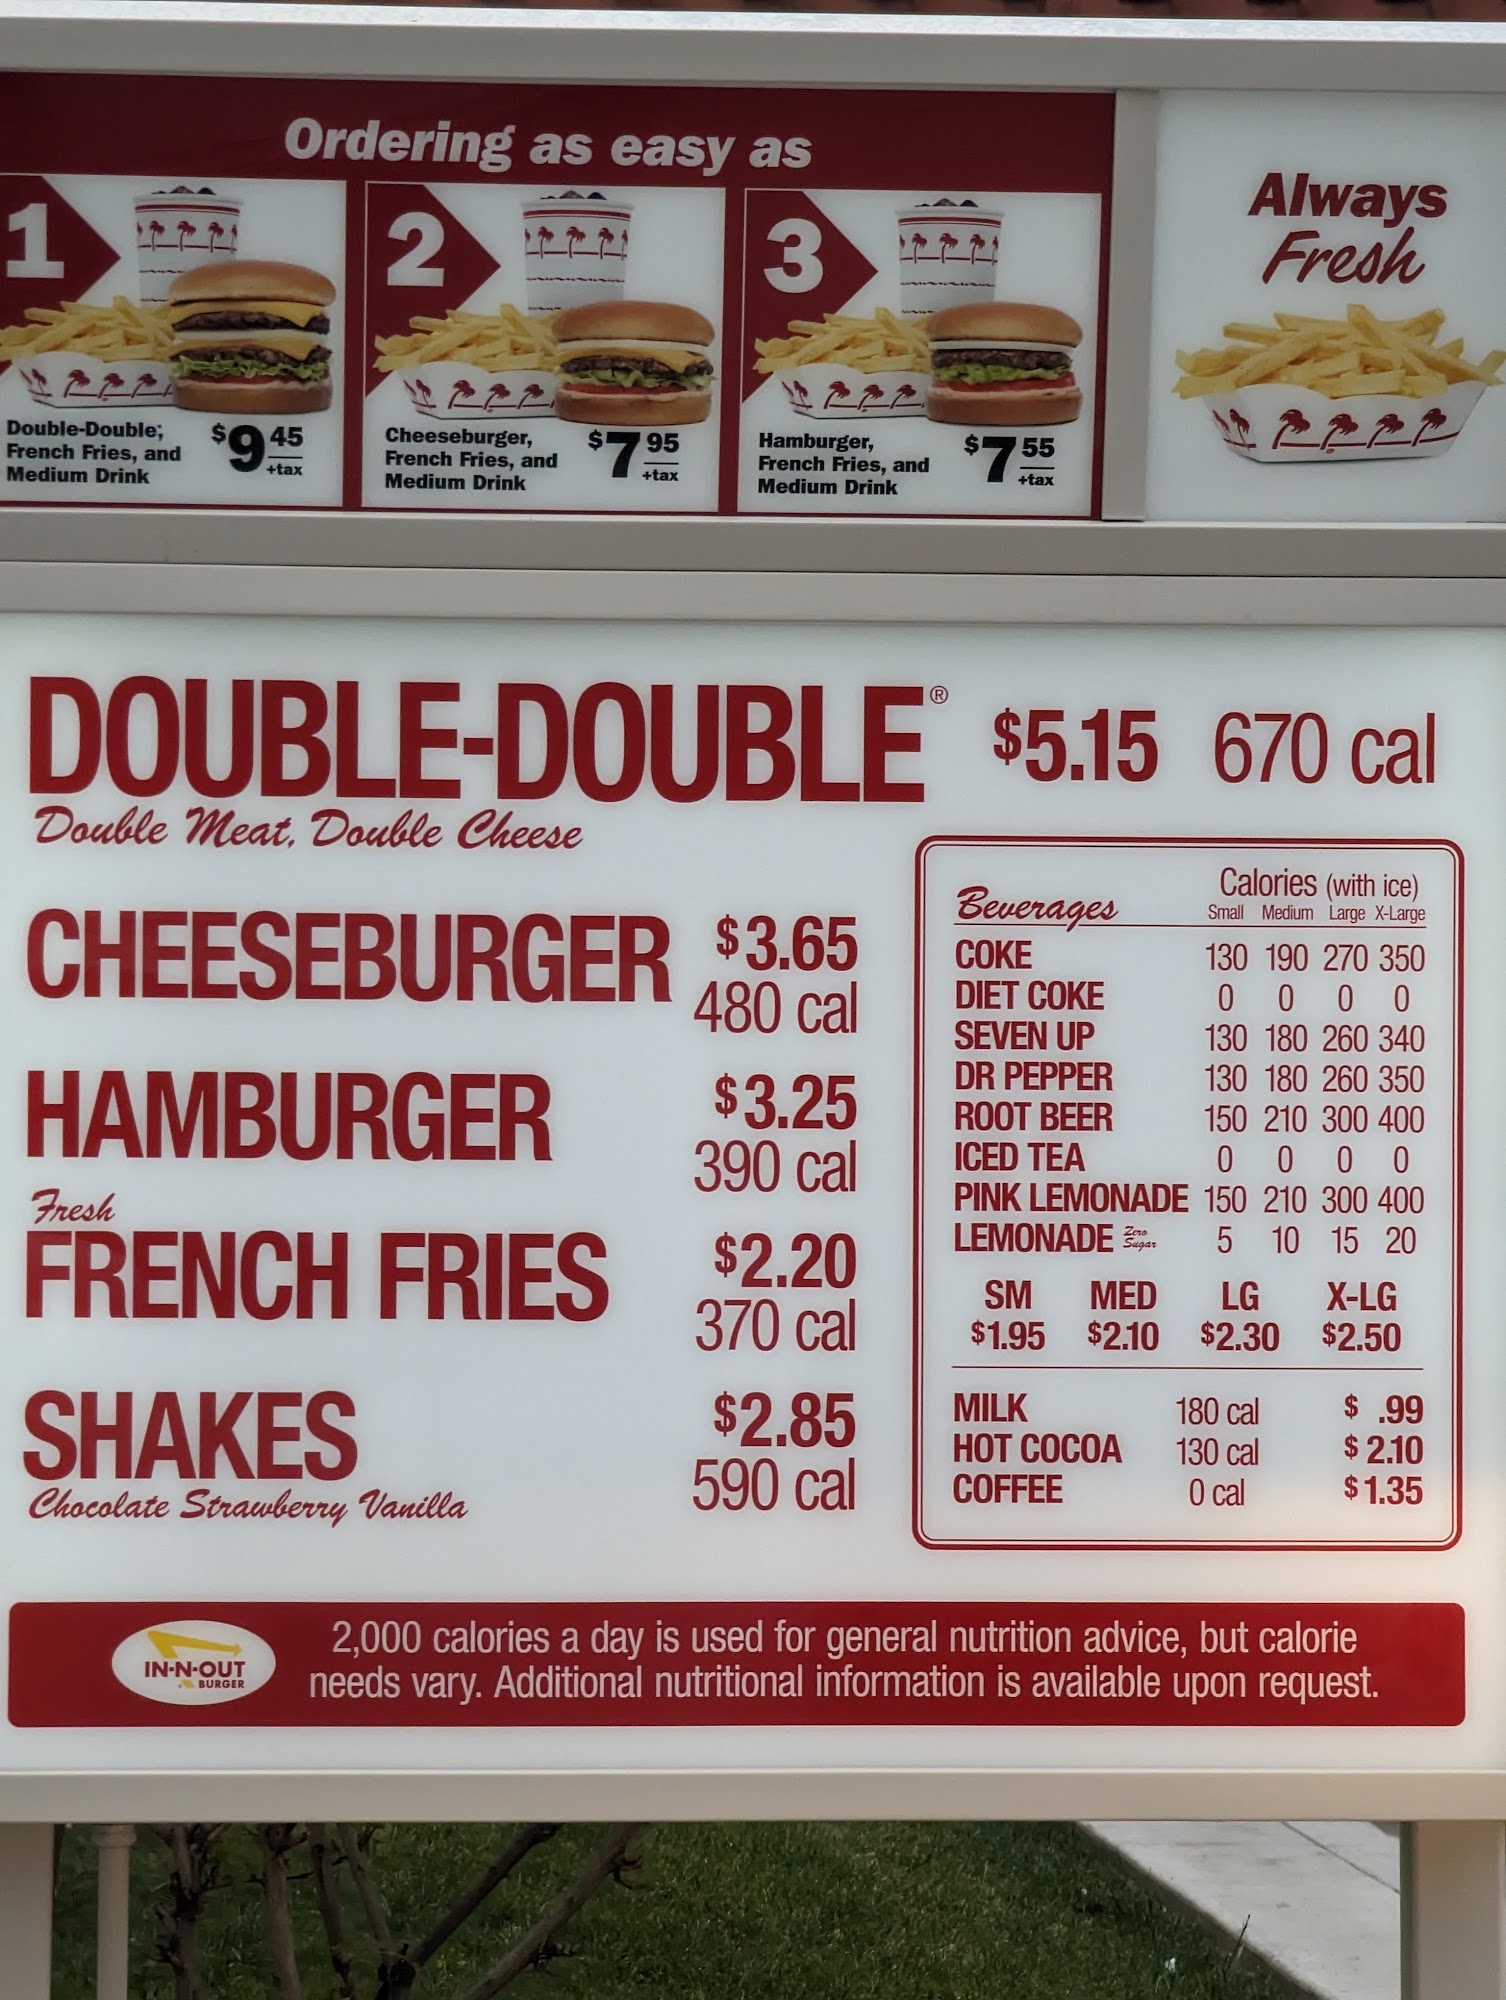 Ordering as easy as
1
Double-Double,
French Fries, and
Medium Drink
$9 45
+tax
2
Cheeseburger,
French Fries, and
Medium Drink
$7 95
+tax
3
Hamburger,
French Fries, and
Medium Drink
$7 55
+tax
Always
Fresh
DOUBLE-DOUBLE® $5.15 670 cal
Double Meat, Double Cheese
CHEESEBURGER $3.65
480 cal
HAMBURGER $3.25
390 cal
Fresh
FRENCH FRIES $2.20
370 cal
SHAKES $2.85
590 cal
Chocolate Strawberry Vanilla
Beverages Calories (with ice)
Small Medium Large X-Large
COKE 130 190 270 350
DIET COKE 0 0 0 0
SEVEN UP 130 180 260 340
DR PEPPER 130 180 260 350
ROOT BEER 150 210 300 400
ICED TEA 0 0 0 0
PINK LEMONADE 150 210 300 400
LEMONADE Zero Sugar 5 10 15 20
SM MED LG X-LG
$1.95 $2.10 $2.30 $2.50
MILK 180 cal $ .99
HOT COCOA 130 cal $ 2.10
COFFEE 0 cal $ 1.35
IN-N-OUT
BURGER
2,000 calories a day is used for general nutrition advice, but calorie
needs vary. Additional nutritional information is available upon request.